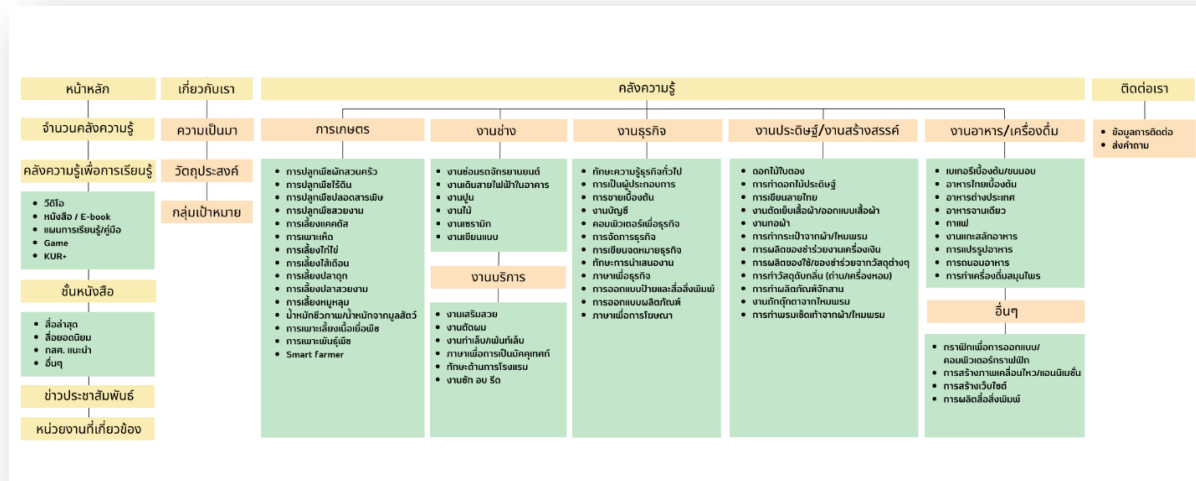 หน้าหลัก
จำนวนคลังความรู้
คลังความรู้เพื่อการเรียนรู้
• วีดิโอ
• หนังสือ / E-book
• แผนการเรียนรู้/คู่มือ
• Game
• KUR+
ชั้นหนังสือ
• สื่อล่าสุด
• สื่อยอดนิยม
• กสศ. แนะนำ
• อื่นๆ
ข่าวประชาสัมพันธ์
หน่วยงานที่เกี่ยวข้อง
เกี่ยวกับเรา
ความเป็นมา
วัตถุประสงค์
กลุ่มเป้าหมาย
คลังความรู้
การเกษตร
• การปลูกพืชผักสวนครัว
• การปลูกพืชไร้ดิน
• การปลูกพืชปลอดสารพิษ
• การปลูกพืชสวยงาม
• การเลี้ยงแคคตัส
• การเพาะเห็ด
• การเลี้ยงไก่ไข่
• การเลี้ยงไส้เดือน
• การเลี้ยงปลาดุก
• การเลี้ยงปลาสวยงาม
• การเลี้ยงหมูหลุม
• น้ำหมักชีวภาพ/น้ำหมักจากมูลสัตว์
• การเพาะเลี้ยงเนื้อเยื่อพืช
• การเพาะพันธุ์พืช
• Smart farmer
งานช่าง
• งานซ่อมรถจักรยานยนต์
• งานเดินสายไฟฟ้าในอาคาร
• งานปูน
• งานไม้
• งานเซรามิก
• งานเขียนแบบ
งานบริการ
• งานเสริมสวย
• งานตัดผม
• งานทำเล็บ/เพ้นท์เล็บ
• ภาษาเพื่อการเป็นมัคคุเทศก์
• ทักษะด้านการโรงแรม
• งานซัก อบ รีด
งานธุรกิจ
• ทักษะความรู้ธุรกิจทั่วไป
• การเป็นผู้ประกอบการ
• การขายเบื้องต้น
• งานบัญชี
• คอมพิวเตอร์เพื่อธุรกิจ
• การจัดการธุรกิจ
• การเขียนจดหมายธุรกิจ
• ทักษะการนำเสนองาน
• ภาษาเพื่อธุรกิจ
• การออกแบบป้ายและสื่อสิ่งพิมพ์
• การออกแบบผลิตภัณฑ์
• ภาษาเพื่อการโฆษณา
งานประดิษฐ์/งานสร้างสรรค์
• ดอกไม้ใบตอง
• การทำดอกไม้ประดิษฐ์
• การเขียนลายไทย
• งานตัดเย็บเสื้อผ้า/ออกแบบเสื้อผ้า
• งานทอผ้า
• การทำกระเป๋าจากผ้า/ไหมพรม
• การผลิตของชำร่วยงานเครื่องเงิน
• การผลิตของใช้/ของชำร่วยจากวัสดุต่างๆ
• การทำวัสดุดับกลิ่น (ถ่าน/เครื่องหอม)
• การทำผลิตภัณฑ์จักสาน
• งานถักตุ๊กตาจากไหมพรม
• การทำพรมเช็ดเท้าจากผ้า/ไหมพรม
งานอาหาร/เครื่องดื่ม
• เบเกอรีเบื้องต้น/ขนมอบ
• อาหารไทยเบื้องต้น
• อาหารต่างประเทศ
• อาหารจานเดียว
• กาแฟ
• งานแกะสลักอาหาร
• การแปรรูปอาหาร
• การถนอมอาหาร
• การทำเครื่องดื่มสมุนไพร
อื่นๆ
• กราฟิกเพื่อการออกแบบ/
คอมพิวเตอร์กราฟฟิก
• การสร้างภาพเคลื่อนไหว/แอนนิเมชั่น
• การสร้างเว็บไซต์
• การผลิตสื่อสิ่งพิมพ์
ติดต่อเรา
• ข้อมูลการติดต่อ
• ส่งคำถาม